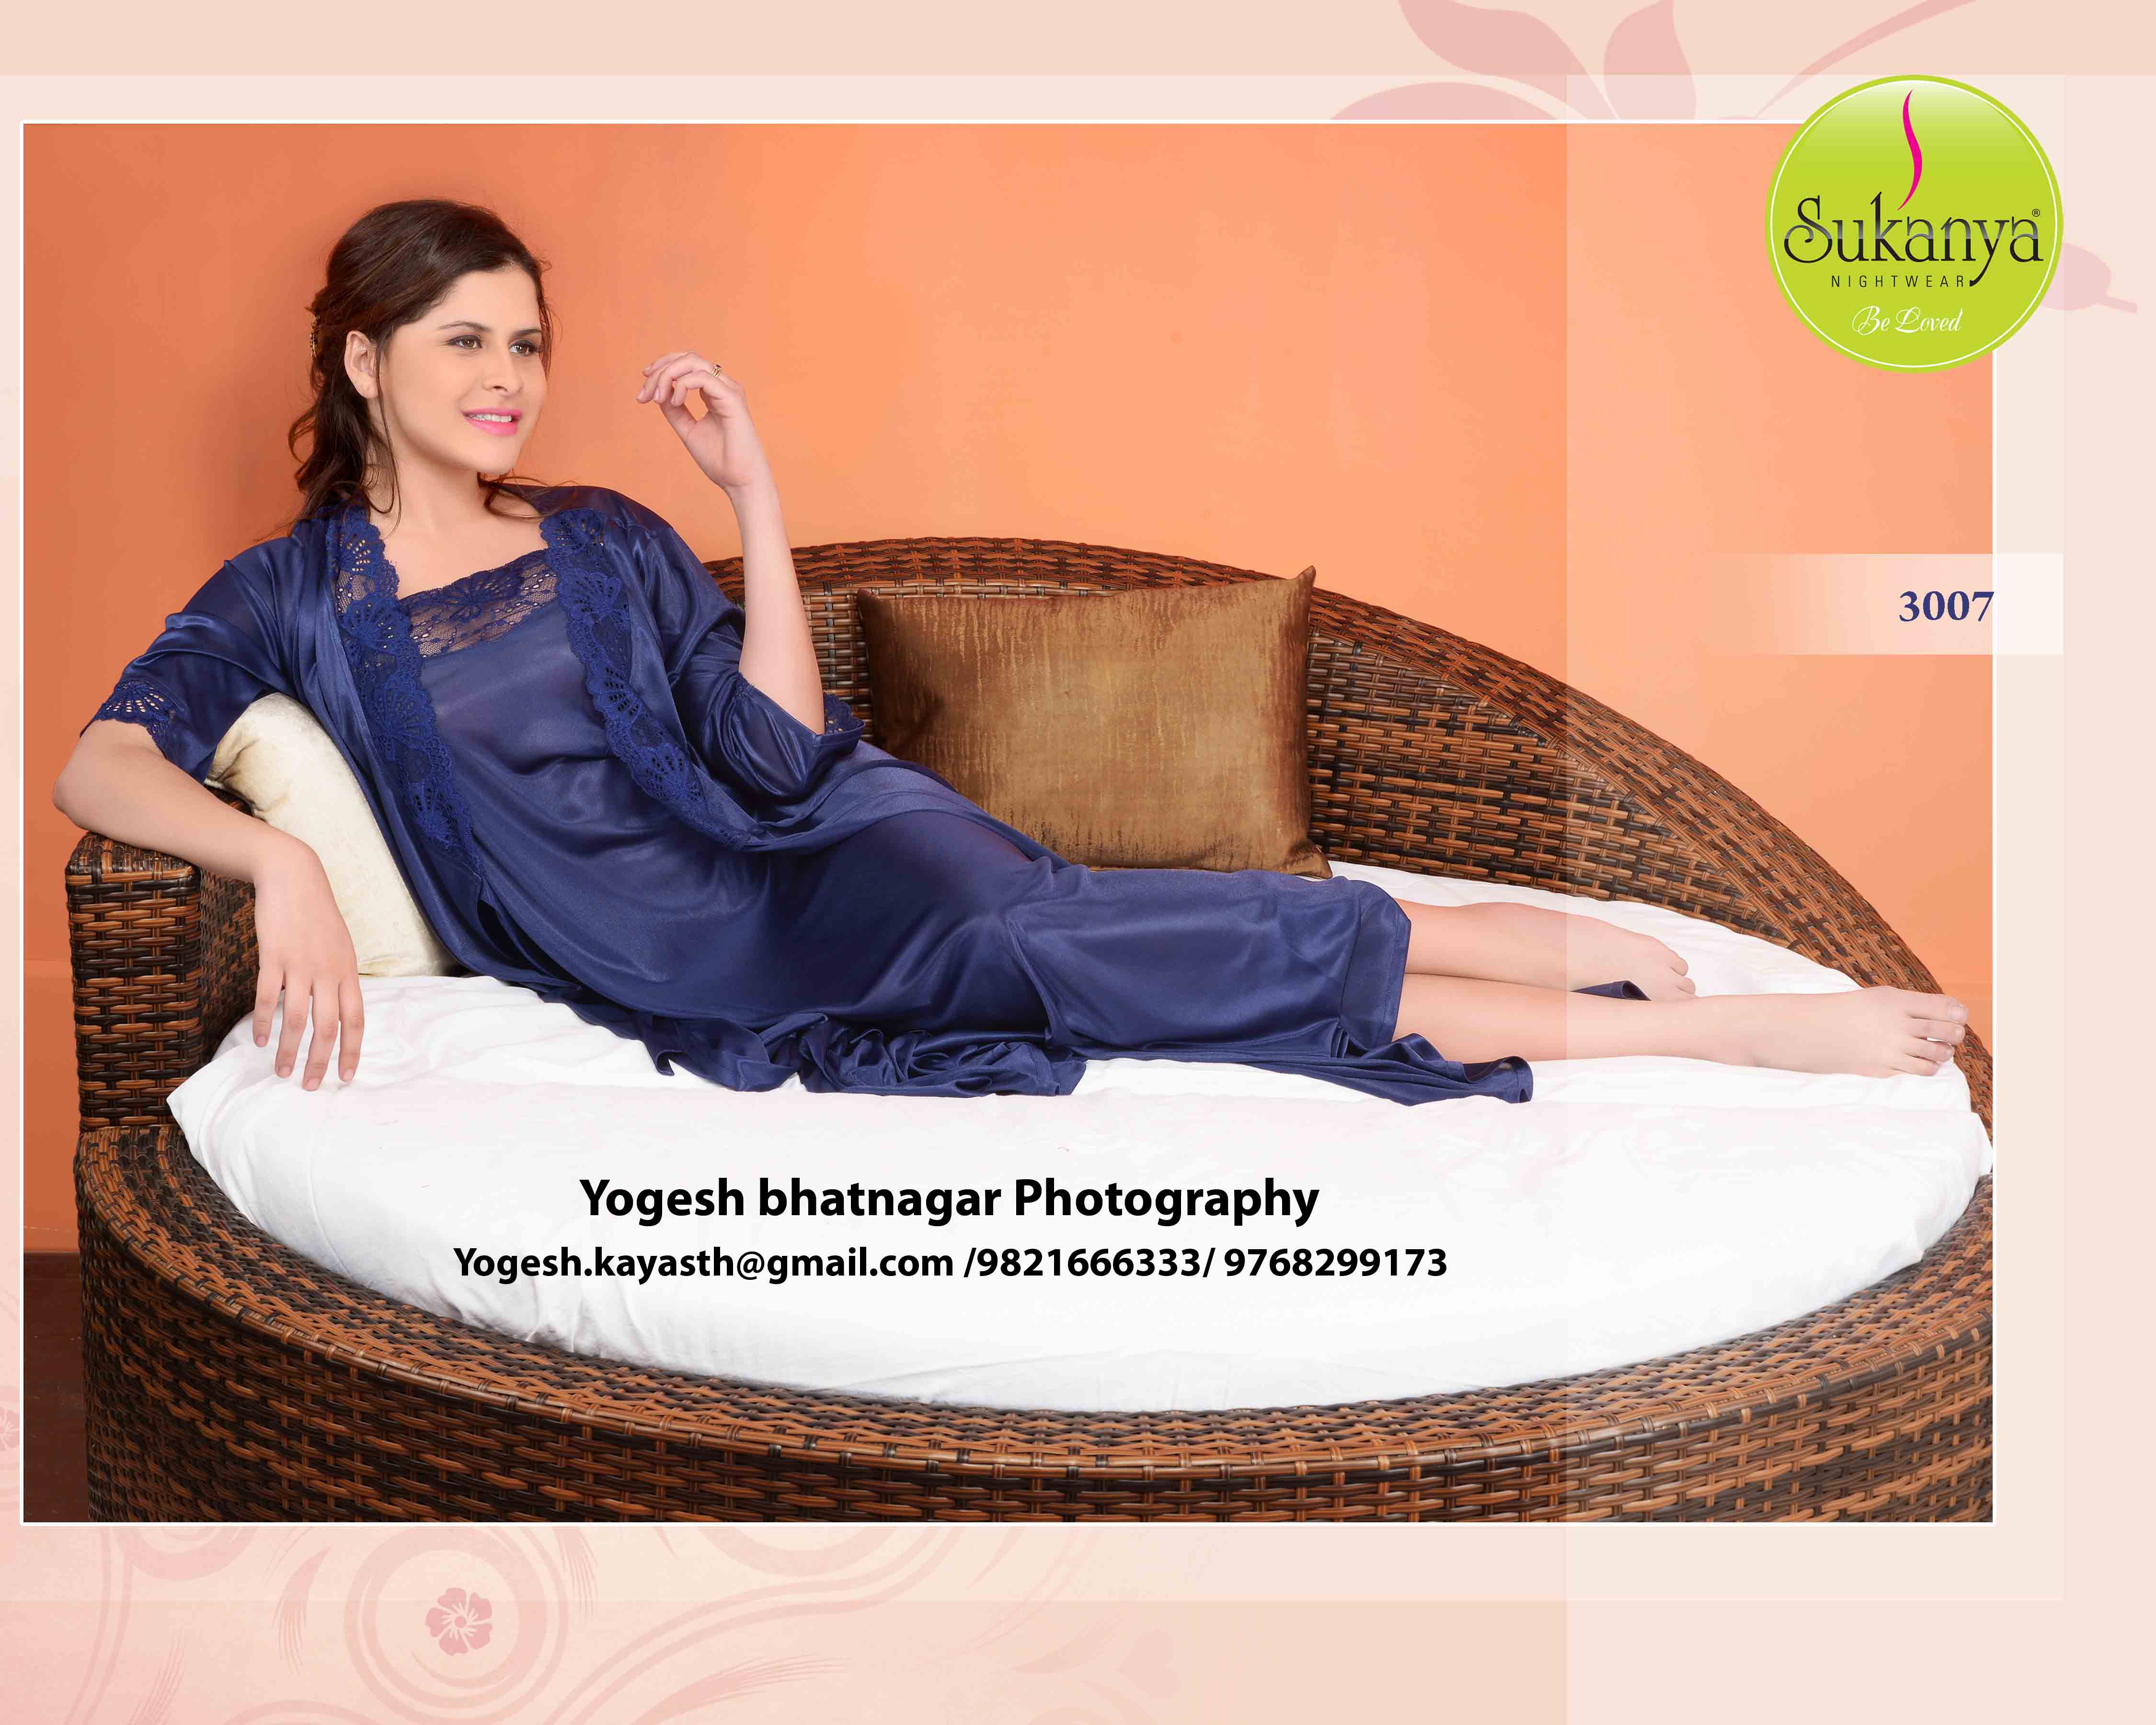 Sukanya®
NIGHTWEAR
Be Loved
3007
Yogesh bhatnagar Photography
Yogesh.kayasth@gmail.com /9821666333/ 9768299173